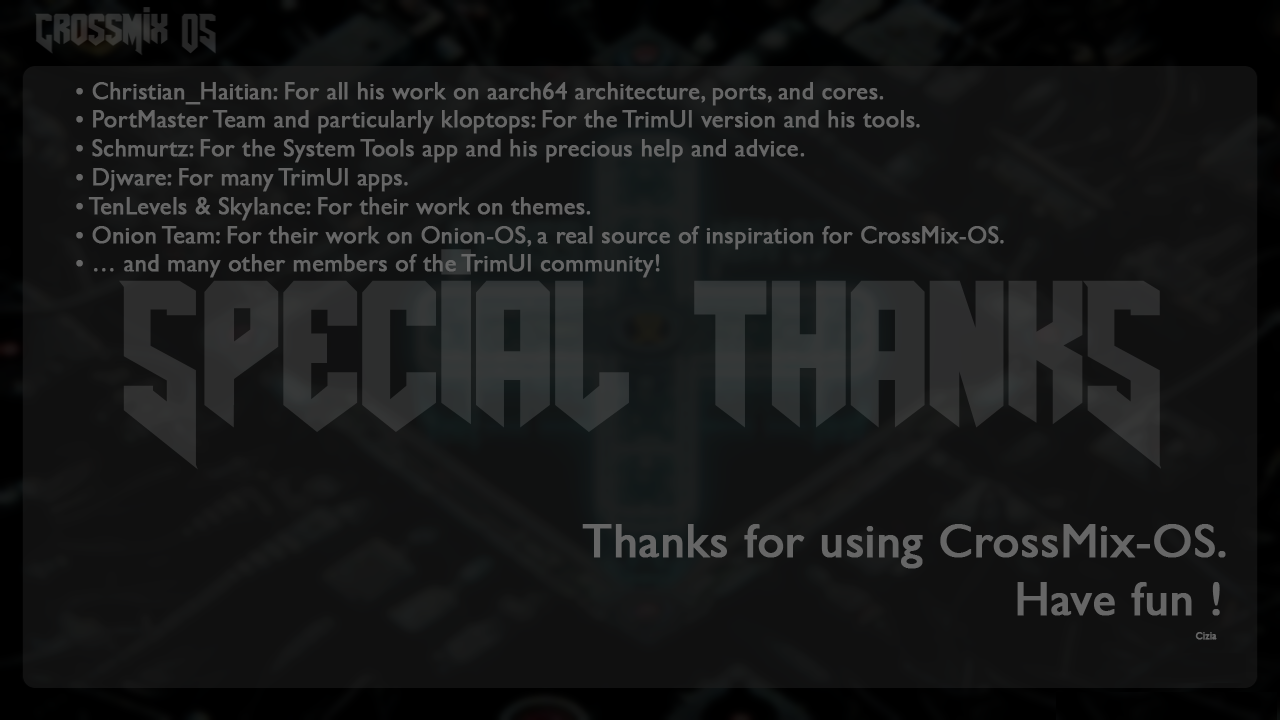 CROSSMIX OS
• Christian_Haitian: For all his work on aarch64 architecture, ports, and cores.
• PortMaster Team and particularly kloptops: For the TrimUI version and his tools.
• Schmurtz: For the System Tools app and his precious help and advice.
• Djware: For many TrimUI apps.
• TenLevels & Skylance: For their work on themes.
• Onion Team: For their work on Onion-OS, a real source of inspiration for CrossMix-OS.
• … and many other members of the TrimUI community!
SPECIAL THANKS
Thanks for using CrossMix-OS.
Have fun !
Cizia